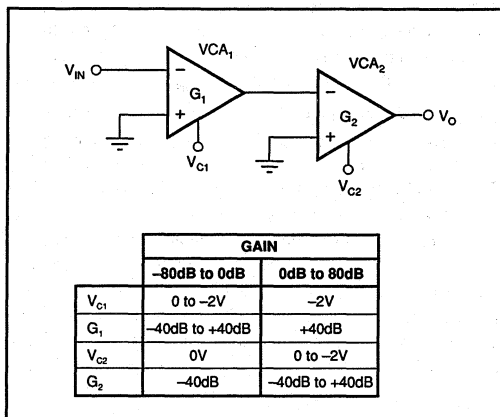 VCA1
VCA2
VIN
−
G1
+
VC1
−
G2
+
VC2
VO
GAIN
–80dB to 0dB 0dB to 80dB
VC1 0 to –2V –2V
G1 –40dB to +40dB +40dB
VC2 0V 0 to –2V
G2 –40dB –40dB to +40dB